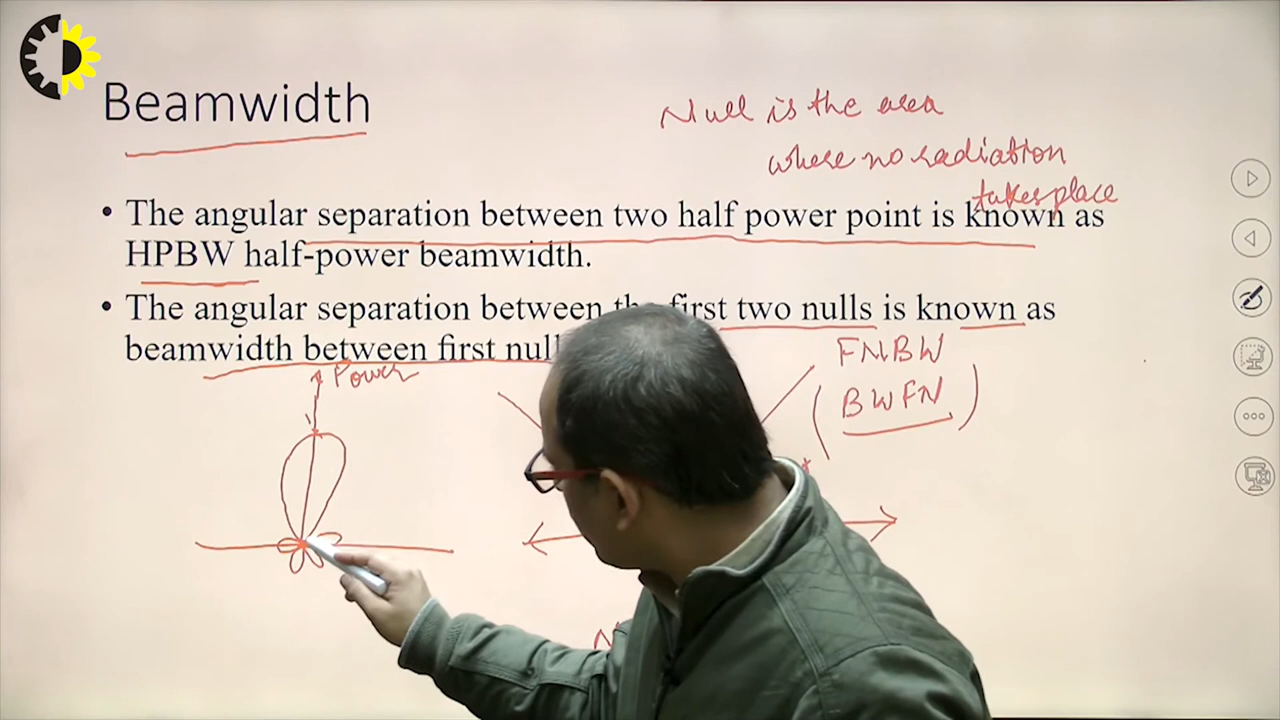 Beamwidth
Null is the area
where no radiation
takes place
• The angular separation between two half power point is known as
HPBW half-power beamwidth.
• The angular separation between the first two nulls is known as
beamwidth between first null
Power
FNBW
(BWFN)
N